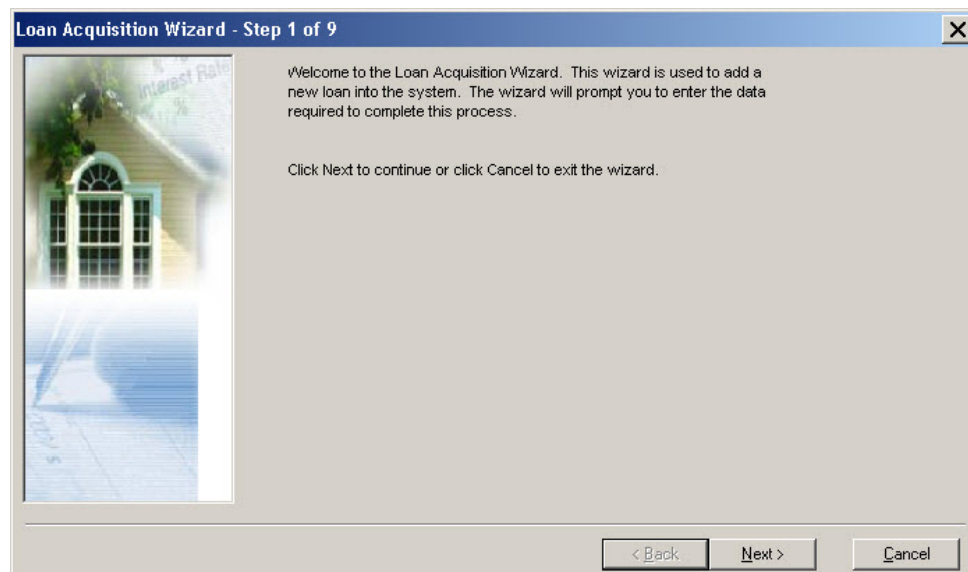 Loan Acquisition Wizard - Step 1 of 9
Interest Rate
%
Welcome to the Loan Acquisition Wizard. This wizard is used to add a
new loan into the system. The wizard will prompt you to enter the data
required to complete this process.
Click Next to continue or click Cancel to exit the wizard.
< Back
Next >
Cancel